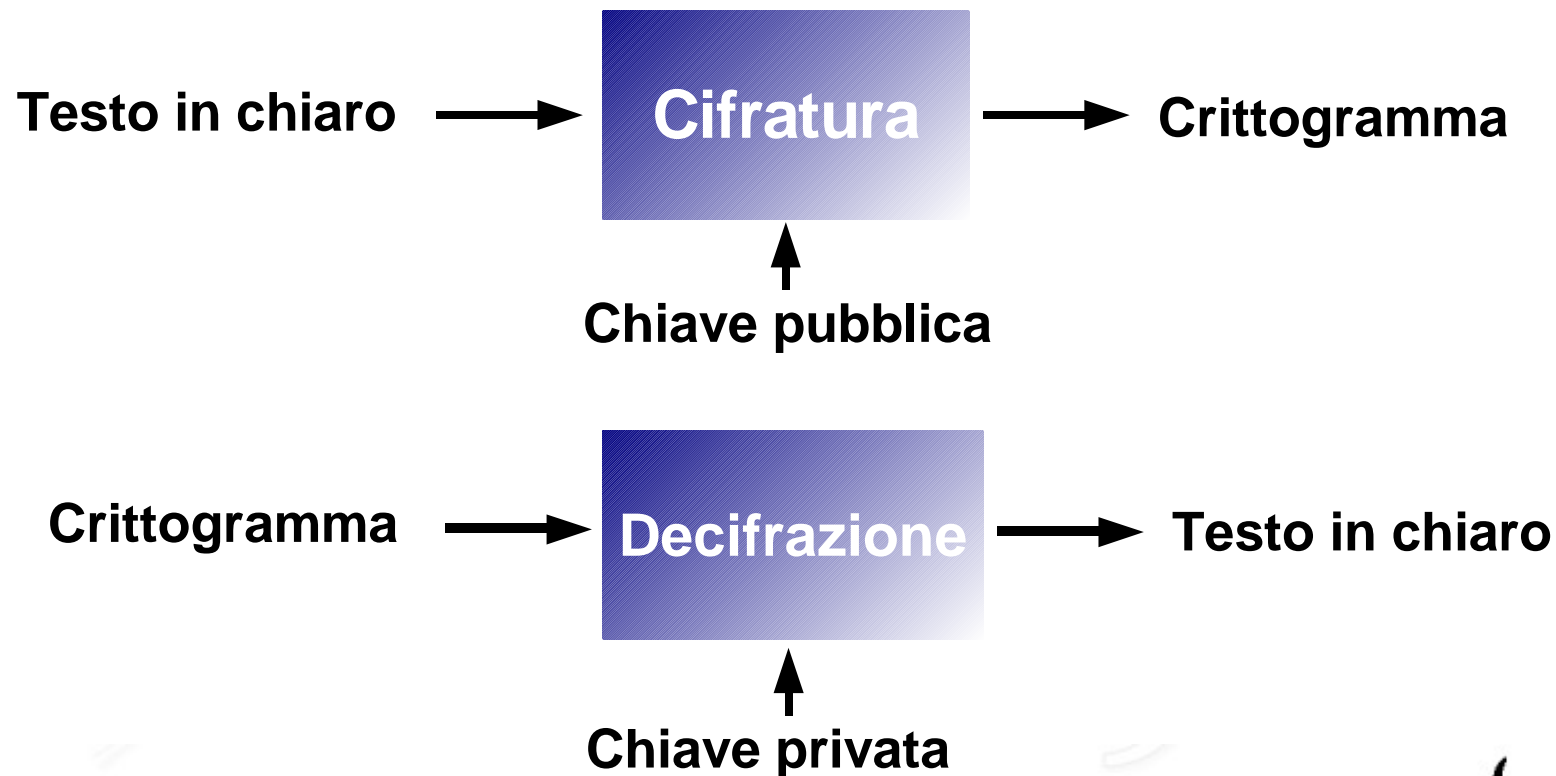 Testo in chiaro
Cifratura
Crittogramma
Chiave pubblica
Crittogramma
Decifrazione
Testo in chiaro
Chiave privata